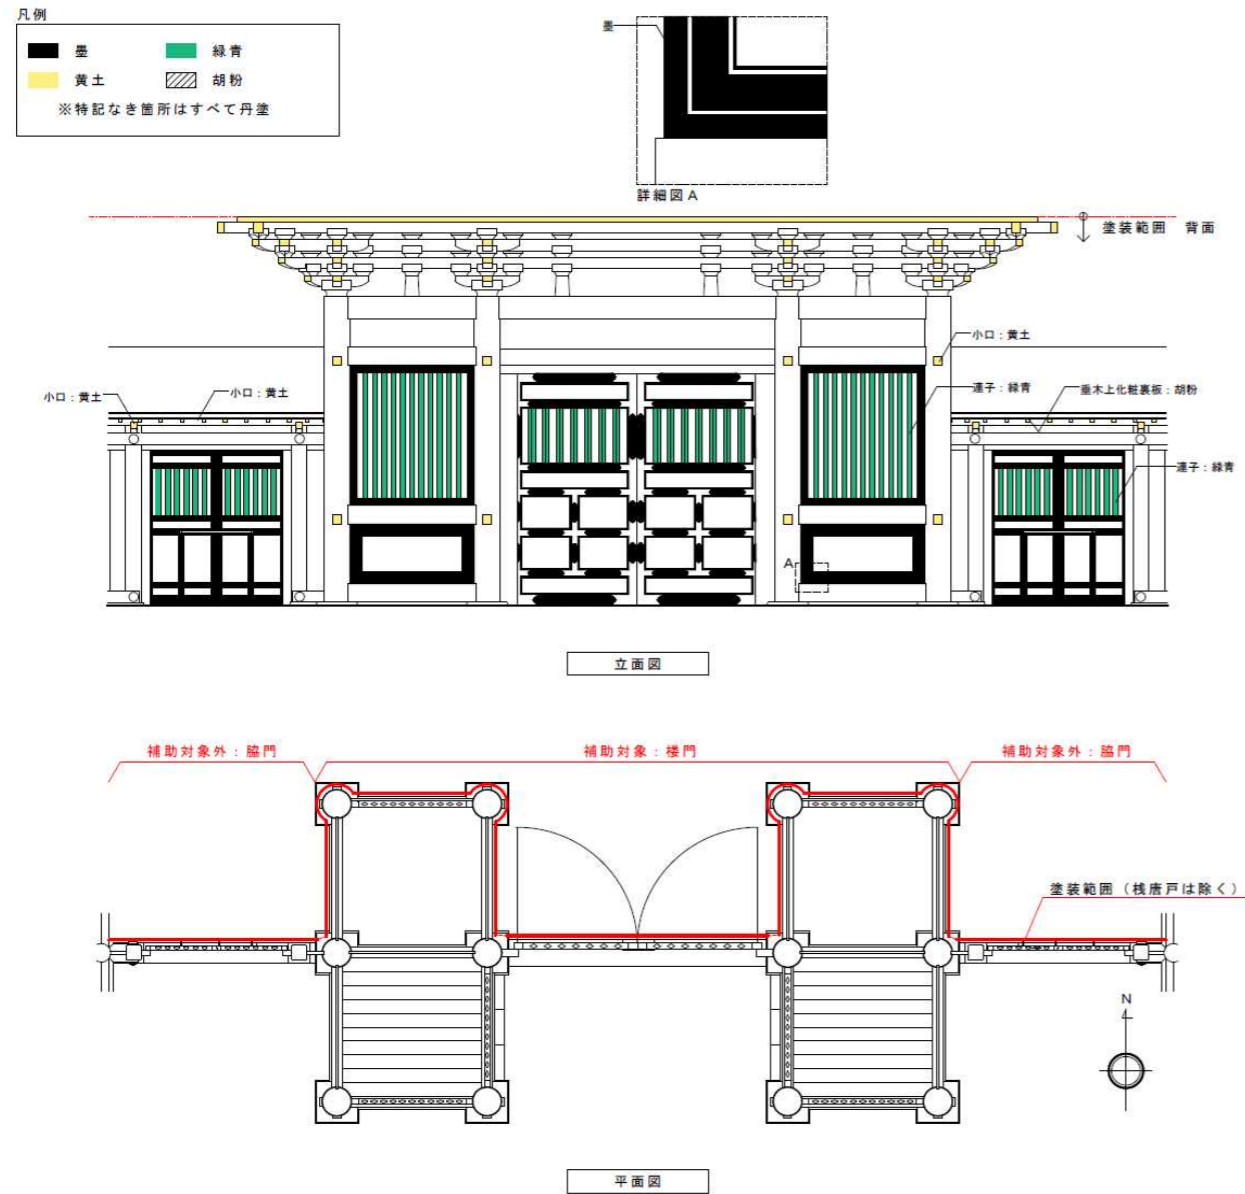 凡例
墨 緑青
黄土 胡粉
※特記なき箇所はすべて丹塗
墨
詳細図A
塗装範囲 背面
小口：黄土
小口：黄土
小口：黄土
連子：緑青
垂木上化粧裏板：胡粉
連子：緑青
A
立面図
補助対象外：脇門
補助対象：楼門
補助対象外：脇門
塗装範囲（桟唐戸は除く）
N
平面図